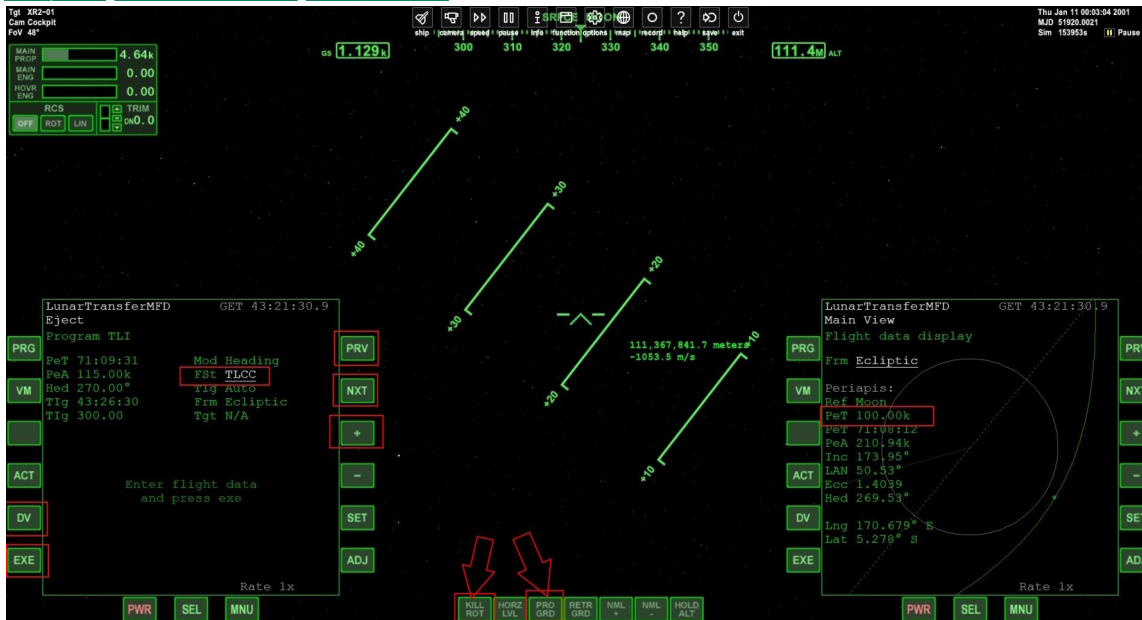 Tgt XR2-01
Cam Cockpit
FoV 48°
ship camera speed pause info function options map record help save exit
Thu Jan 11 00:03:04 2001
MJD 51920.0021
Sim 153953s Pause
MAIN PROP 4.64k
MAIN ENG 0.00
HOVR ENG 0.00
RCS TRIM
OFF ROT LIN DN0.0
GS 1.129k
300 310 320 330 340 350
111.4M ALT
+40 +40
+30 +30
+20 +20
+10 +10
111,367,841.7 meters
-1053.5 m/s
LunarTransferMFD GET 43:21:30.9
Eject
Program TLI
PeT 71:09:31 Mod Heading
PeA 115.00k FSt TLCC
Hed 270.00° TIg Auto
TIg 43:26:30 Frm Ecliptic
TIg 300.00 Tgt N/A
Enter flight data
and press exe
Rate 1x
PRG
VM
ACT
DV
EXE
PRV
NXT
+
-
SET
ADJ
PWR SEL MNU
KILL ROT
HORZ LVL
PRO GRD
RETR GRD
NML +
NML -
HOLD ALT
LunarTransferMFD GET 43:21:30.9
Main View
Flight data display
Frm Ecliptic
Periapis:
Ref Moon
PeT 100.00k
PeT 71:08:12
PeA 210.94k
Inc 173.95°
LAN 50.53°
Ecc 1.4039
Hed 269.53°
Lng 170.679° E
Lat 5.278° S
Rate 1x
PRG
VM
ACT
DV
EXE
+
-
PWR SEL MNU